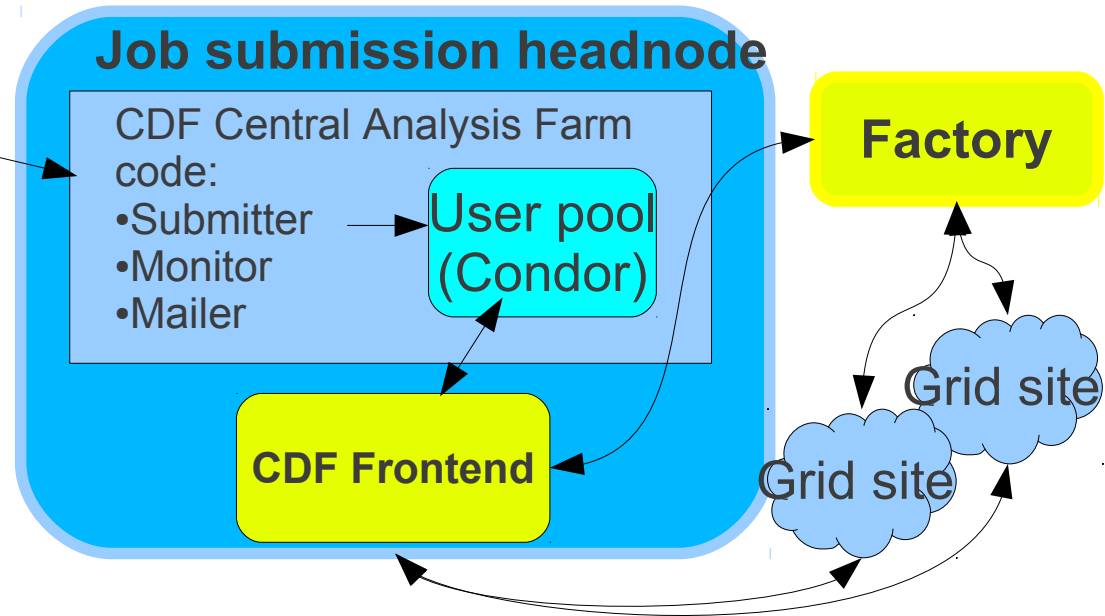 Job submission headnode
CDF Central Analysis Farm
code:
•Submitter
•Monitor
•Mailer
User pool
(Condor)
CDF Frontend
Factory
Grid site
Grid site